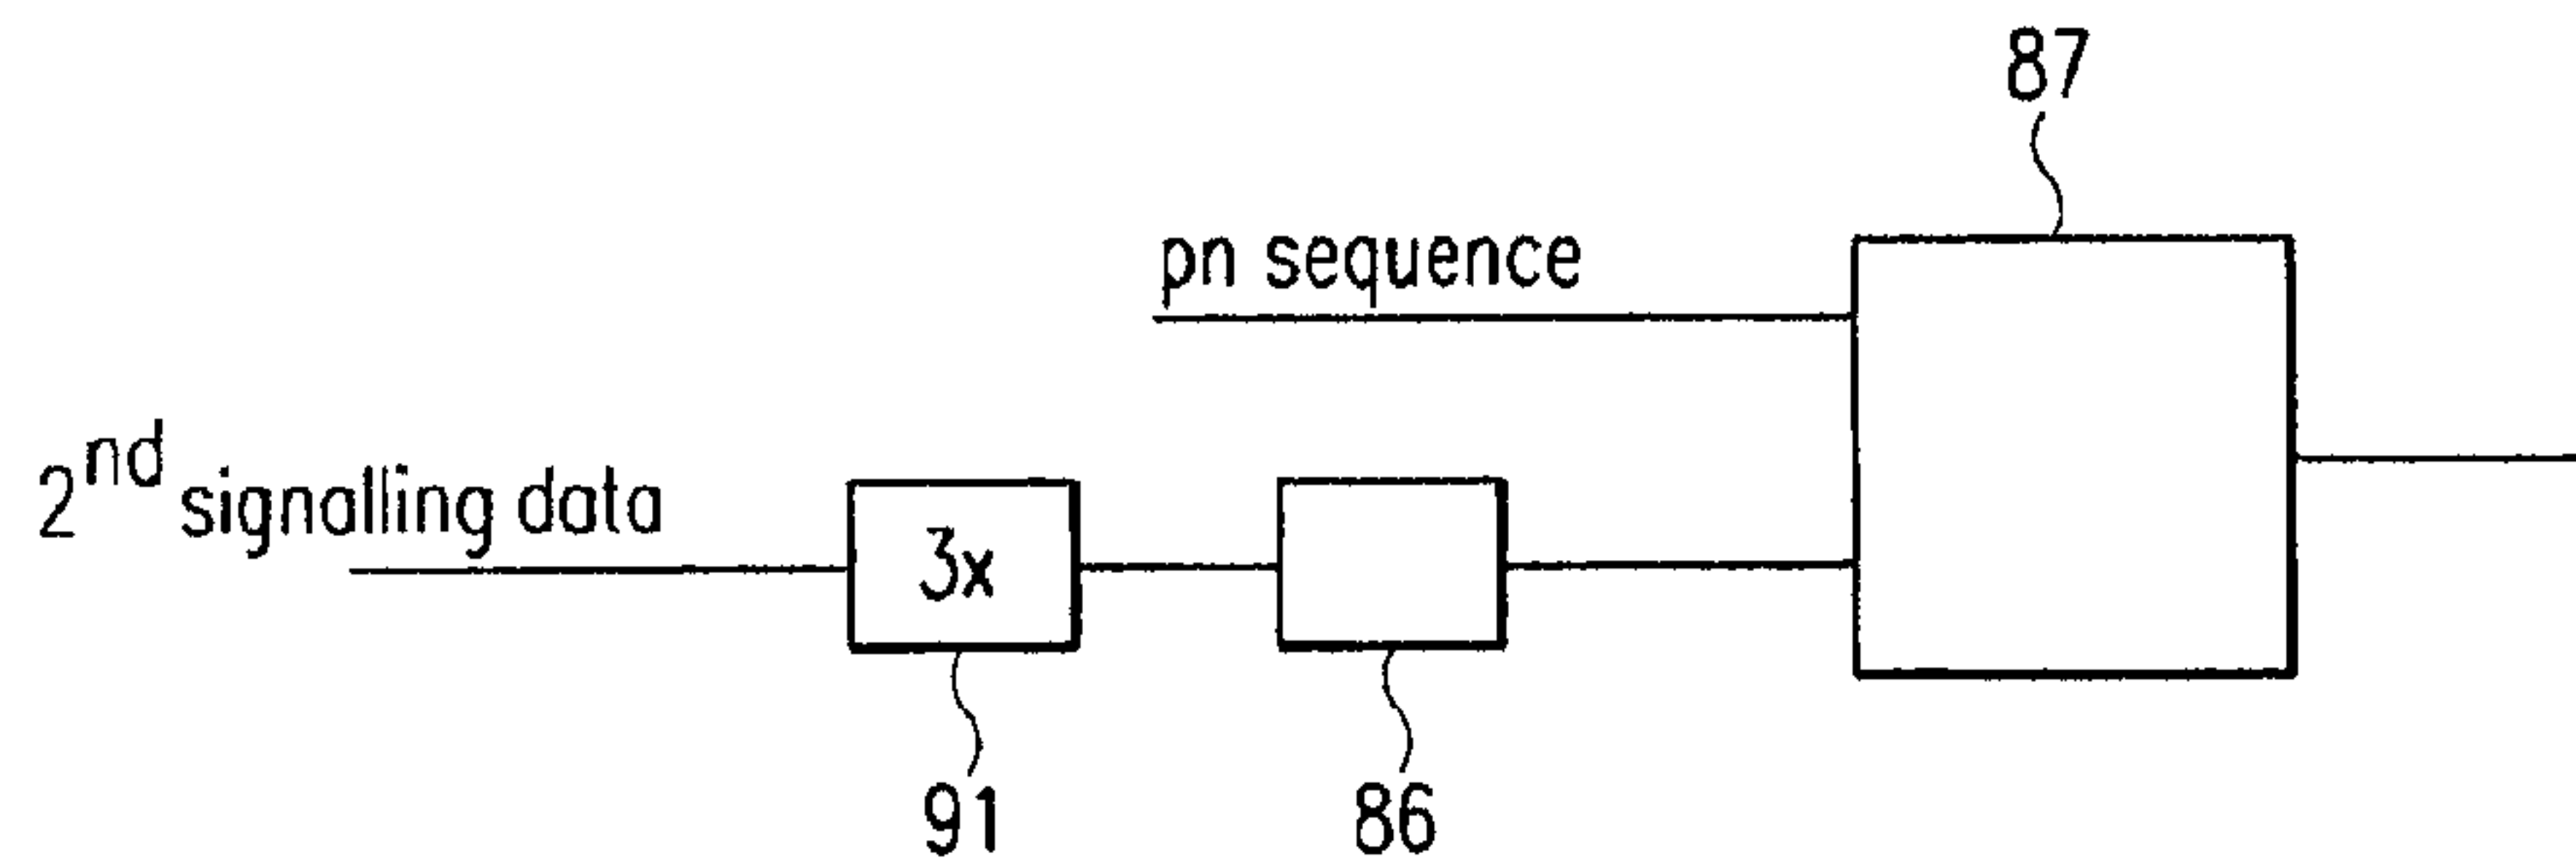 87
pn sequence
2nd signalling data
3x
91
86